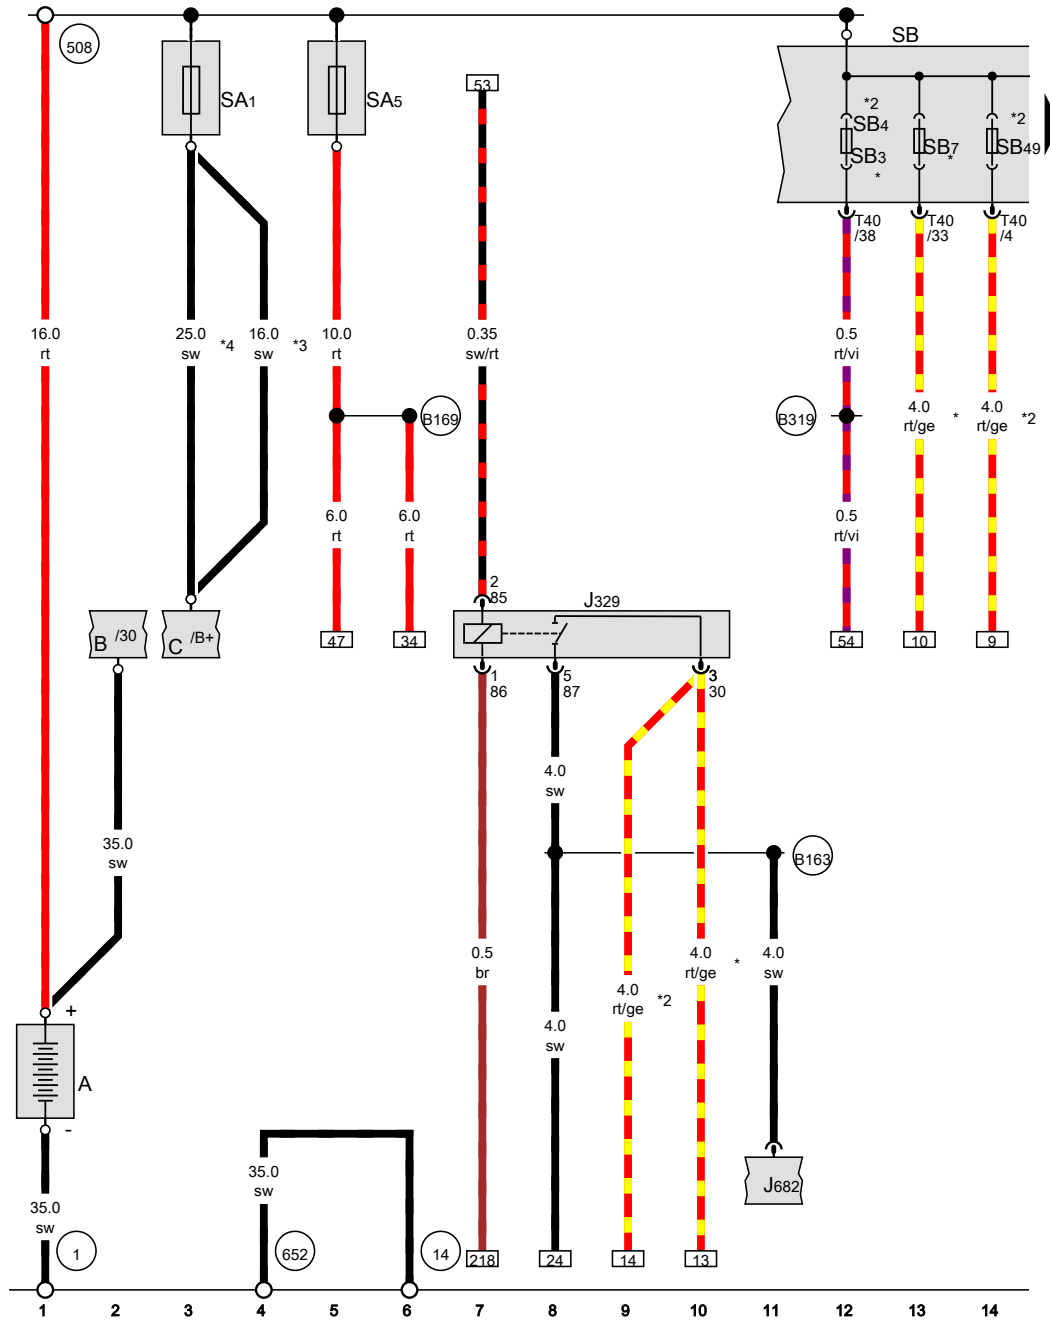 508
SA1
SA5
53
SB
*2
SB4
SB3
*
SB7
*
*2
SB49
T40
/38
T40
/33
T40
/4
16.0
rt
25.0
sw
*4
16.0
sw
*3
10.0
rt
0.35
sw/rt
0.5
rt/vi
B169
B319
4.0
rt/ge
*
4.0
rt/ge
*2
6.0
rt
6.0
rt
0.5
rt/vi
2
85
J329
B
/30
C
/B+
47
34
54
10
9
1
86
5
87
3
30
4.0
sw
35.0
sw
B163
0.5
br
4.0
rt/ge
*2
4.0
rt/ge
*
4.0
sw
+
A
-
4.0
sw
35.0
sw
J682
35.0
sw
1
652
14
218
24
14
13
1 2 3 4 5 6 7 8 9 10 11 12 13 14